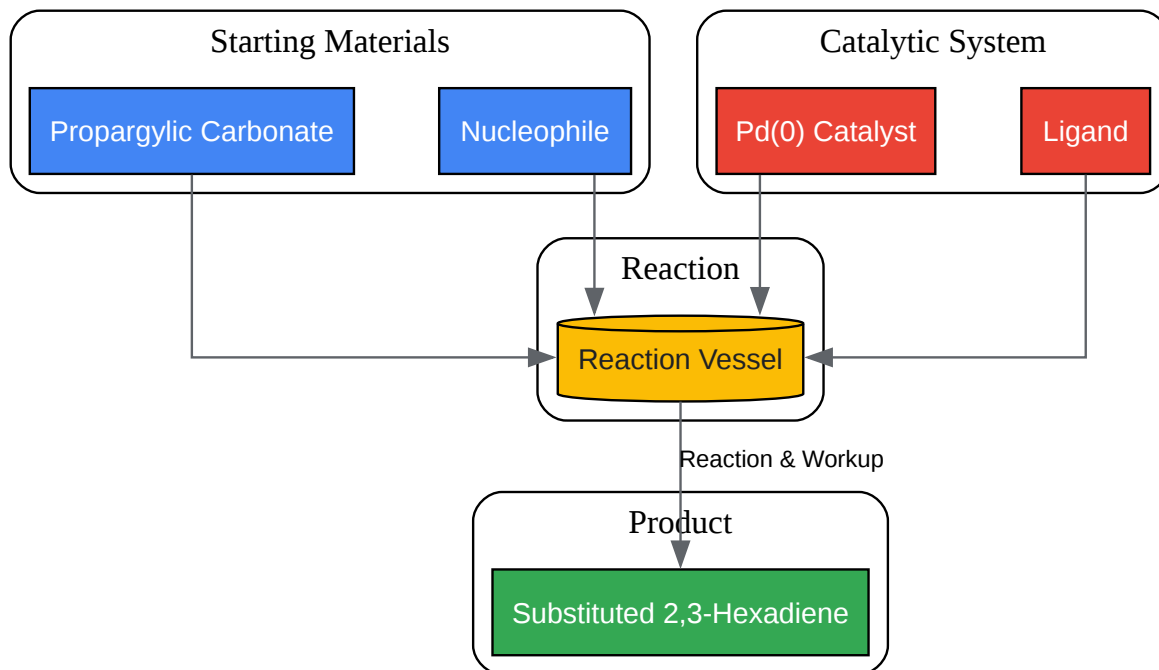 Starting Materials
Catalytic System
Propargylic Carbonate
Nucleophile
Pd(0) Catalyst
Ligand
Reaction
Reaction Vessel
Reaction & Workup
Product
Substituted 2,3-Hexadiene